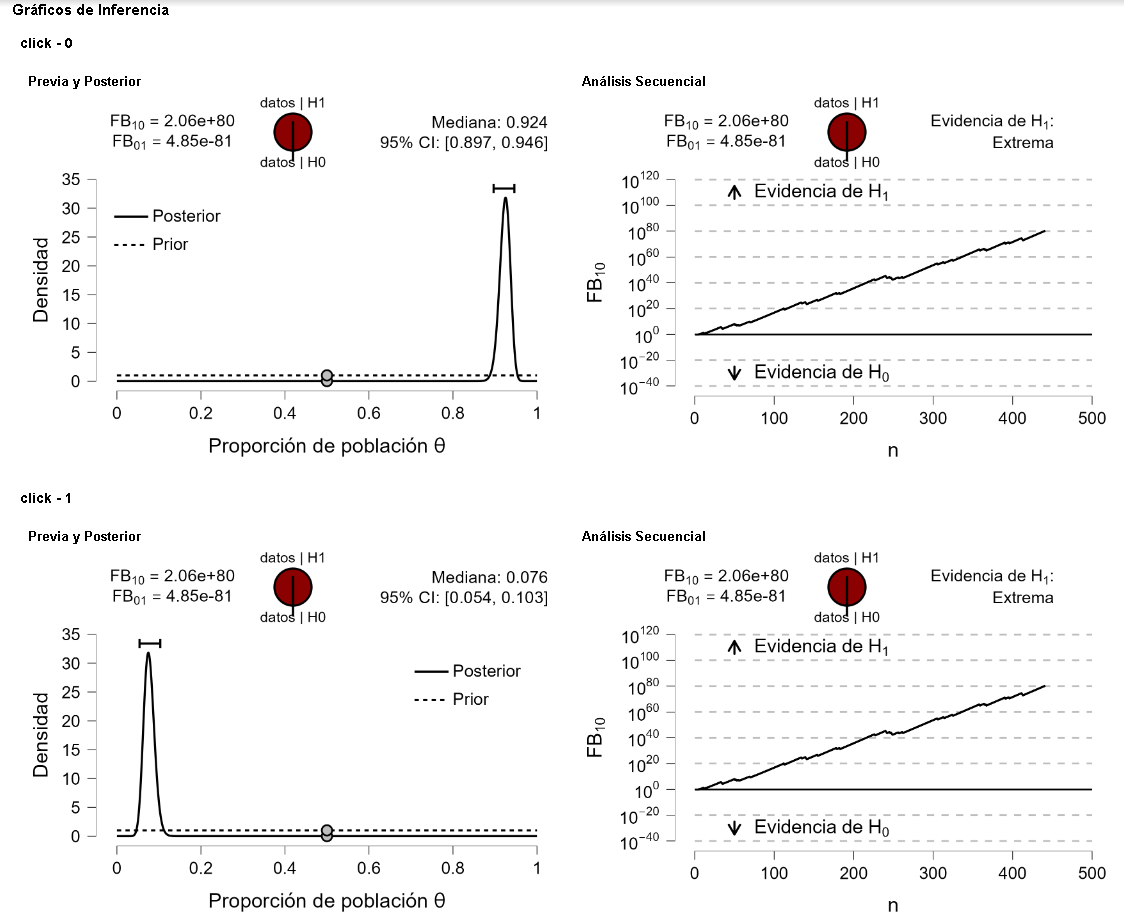 Gráficos de Inferencia
click - 0
Previa y Posterior
FB₁₀ = 2.06e+80
FB₀₁ = 4.85e-81
datos | H1
datos | H0
Mediana: 0.924
95% CI: [0.897, 0.946]
35
30
25
20
15
10
5
0
Densidad
Posterior
Prior
0 0.2 0.4 0.6 0.8 1
Proporción de población θ
Análisis Secuencial
FB₁₀ = 2.06e+80
FB₀₁ = 4.85e-81
datos | H1
datos | H0
Evidencia de H₁:
Extrema
10¹²⁰
10¹⁰⁰
10⁸⁰
10⁶⁰
10⁴⁰
10²⁰
10⁰
10⁻²⁰
10⁻⁴⁰
FB₁₀
Evidencia de H₁
Evidencia de H₀
0 100 200 300 400 500
n
click - 1
Previa y Posterior
FB₁₀ = 2.06e+80
FB₀₁ = 4.85e-81
datos | H1
datos | H0
Mediana: 0.076
95% CI: [0.054, 0.103]
35
30
25
20
15
10
5
0
Densidad
Posterior
Prior
0 0.2 0.4 0.6 0.8 1
Proporción de población θ
Análisis Secuencial
FB₁₀ = 2.06e+80
FB₀₁ = 4.85e-81
datos | H1
datos | H0
Evidencia de H₁:
Extrema
10¹²⁰
10¹⁰⁰
10⁸⁰
10⁶⁰
10⁴⁰
10²⁰
10⁰
10⁻²⁰
10⁻⁴⁰
FB₁₀
Evidencia de H₁
Evidencia de H₀
0 100 200 300 400 500
n